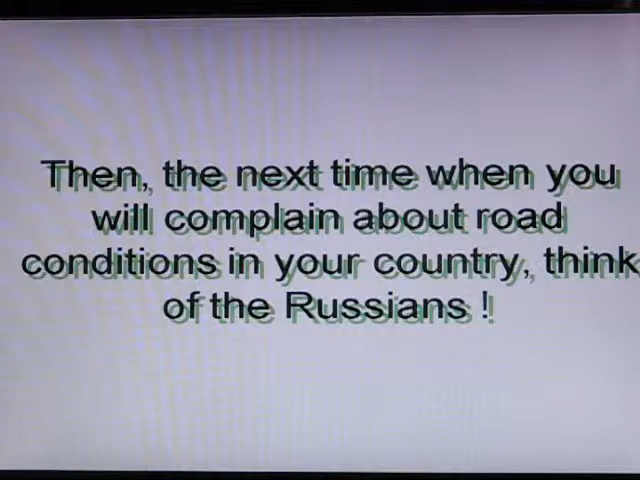 Then, the next time when you
will complain about road
conditions in your country, think
of the Russians !